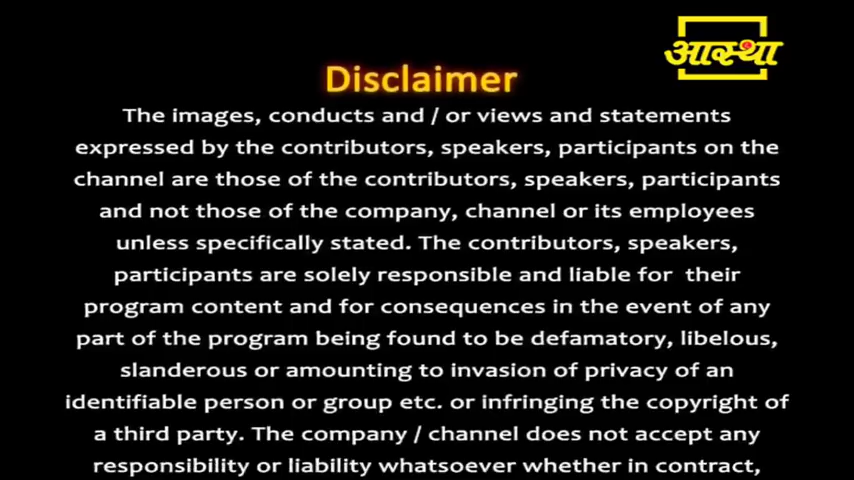 आस्था
Disclaimer
The images, conducts and / or views and statements
expressed by the contributors, speakers, participants on the
channel are those of the contributors, speakers, participants
and not those of the company, channel or its employees
unless specifically stated. The contributors, speakers,
participants are solely responsible and liable for their
program content and for consequences in the event of any
part of the program being found to be defamatory, libelous,
slanderous or amounting to invasion of privacy of an
identifiable person or group etc. or infringing the copyright of
a third party. The company / channel does not accept any
responsibility or liability whatsoever whether in contract,